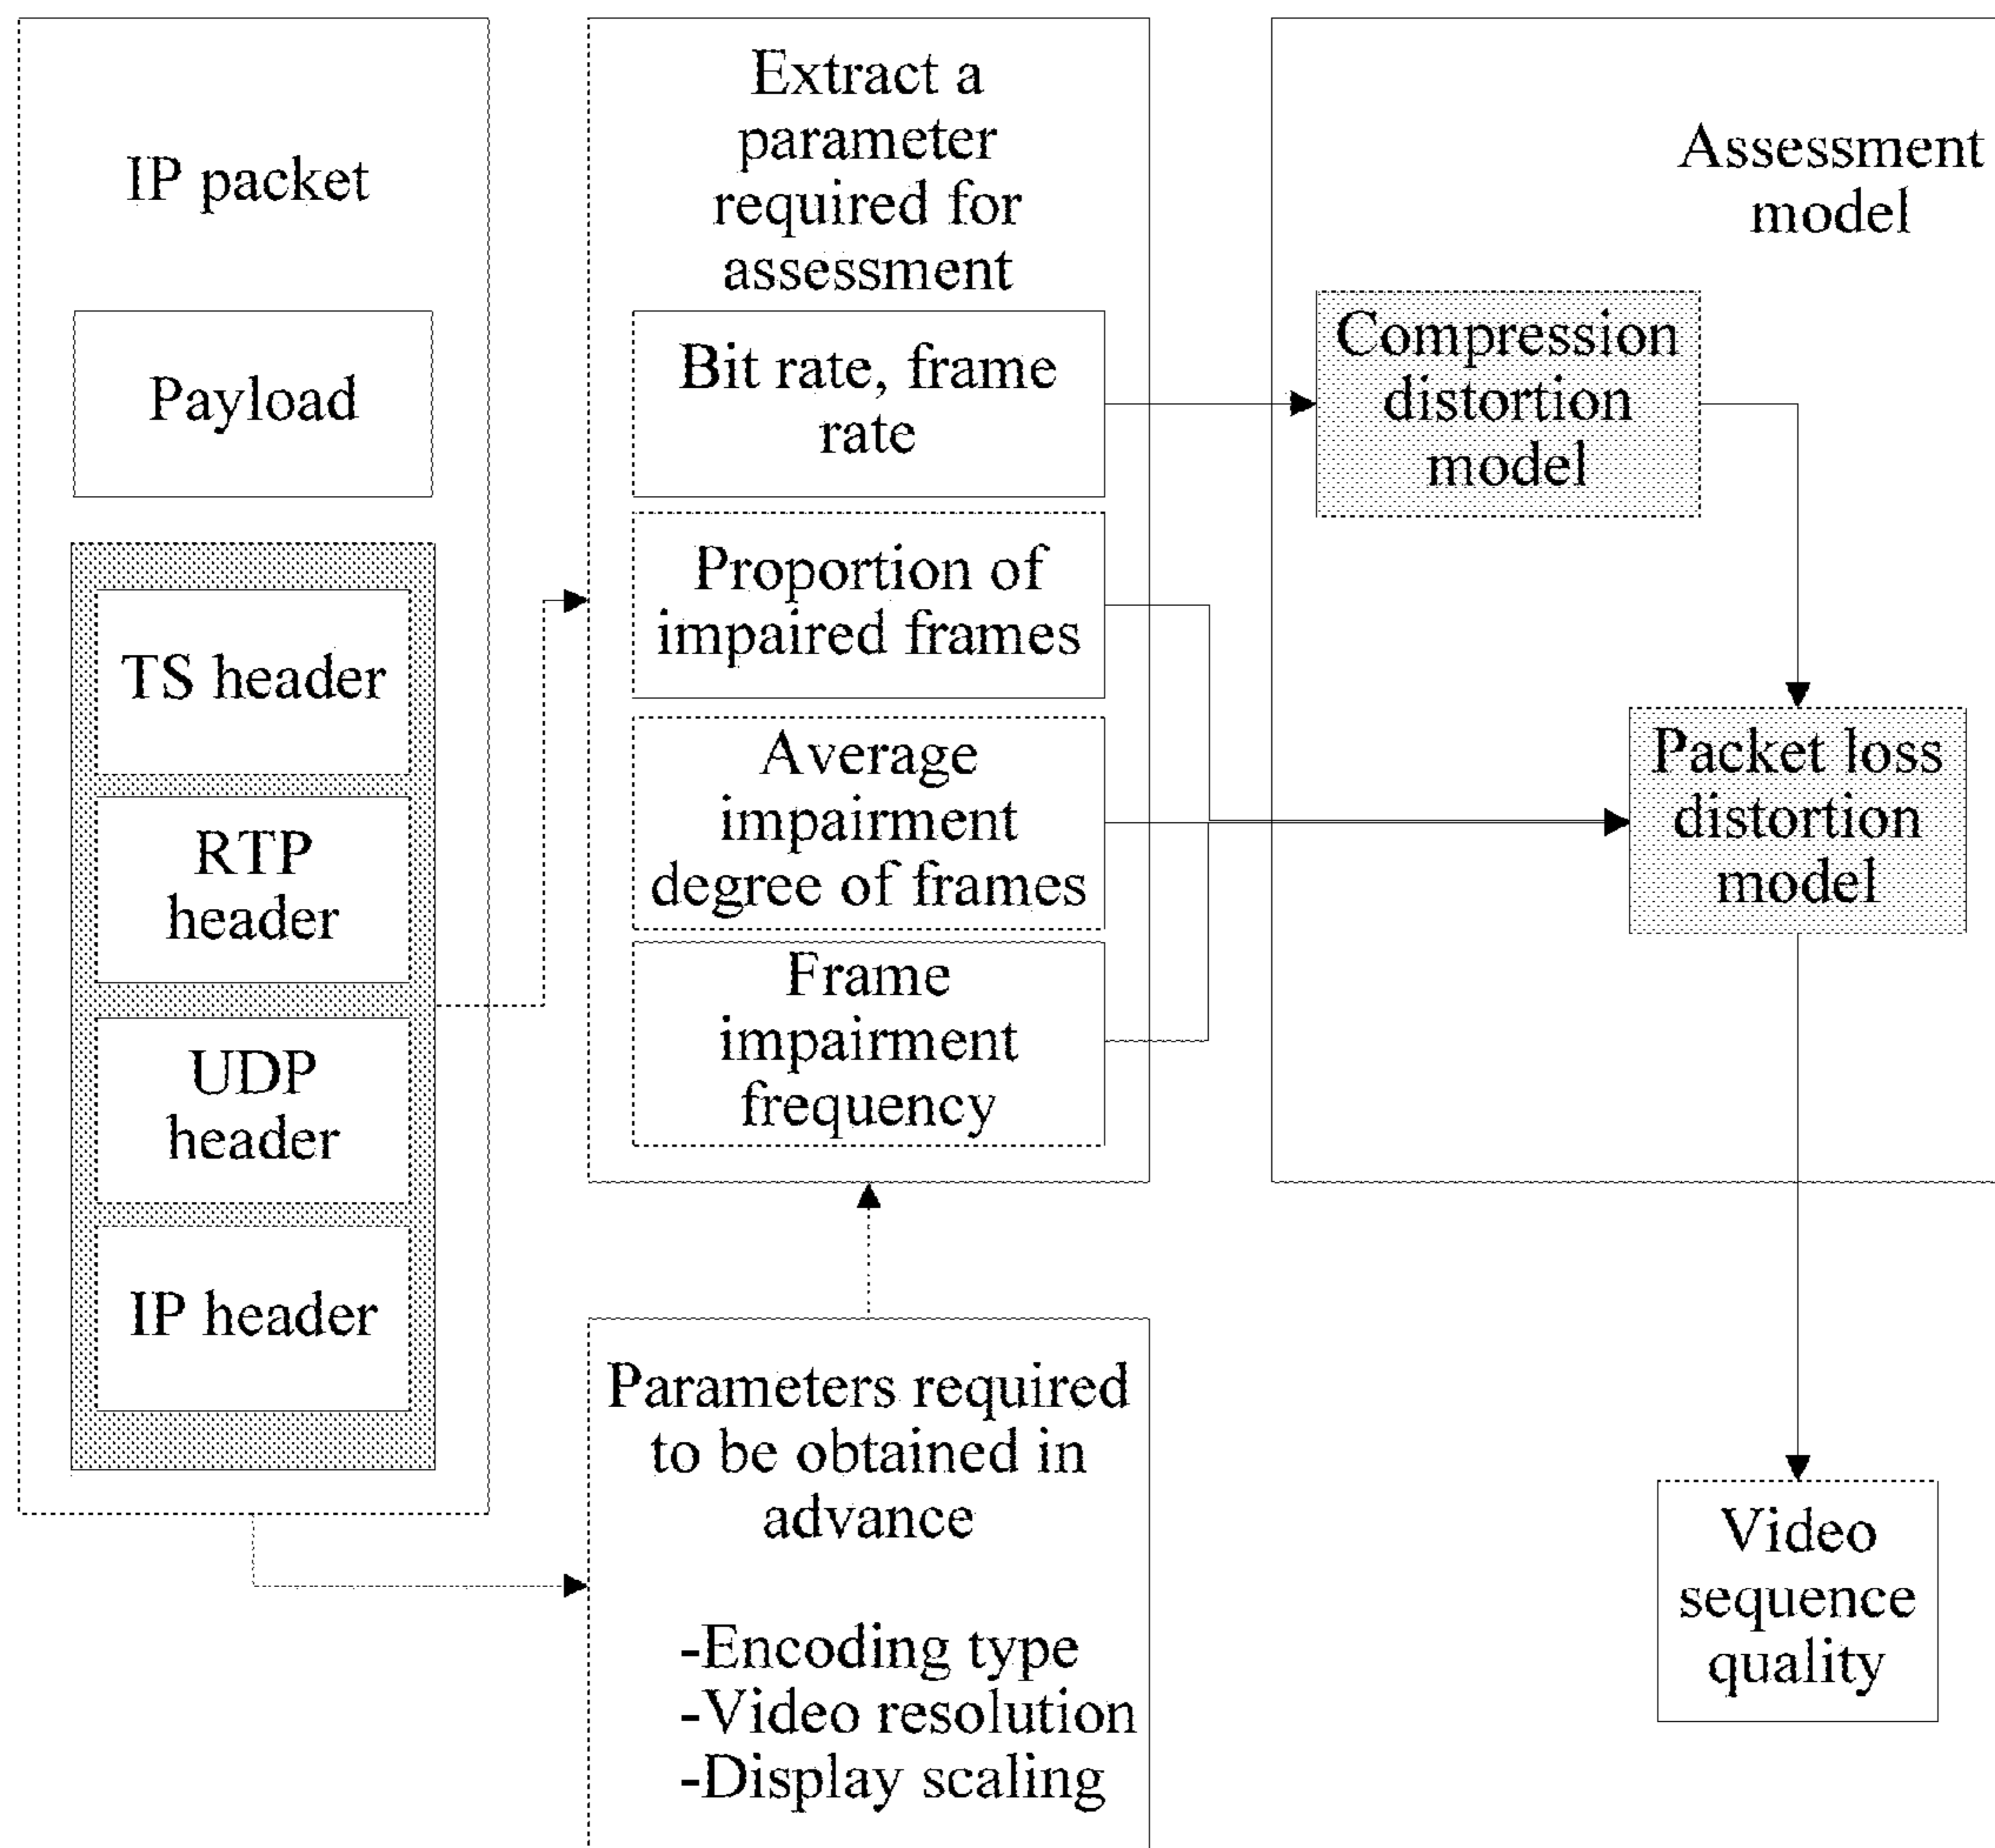 IP packet
Payload
TS header
RTP
header
UDP
header
IP header
Extract a
parameter
required for
assessment
Bit rate, frame
rate
Proportion of
impaired frames
Average
impairment
degree of frames
Frame
impairment
frequency
Parameters required
to be obtained in
advance
-Encoding type
-Video resolution
-Display scaling
Assessment
model
Compression
distortion
model
Packet loss
distortion
model
Video
sequence
quality